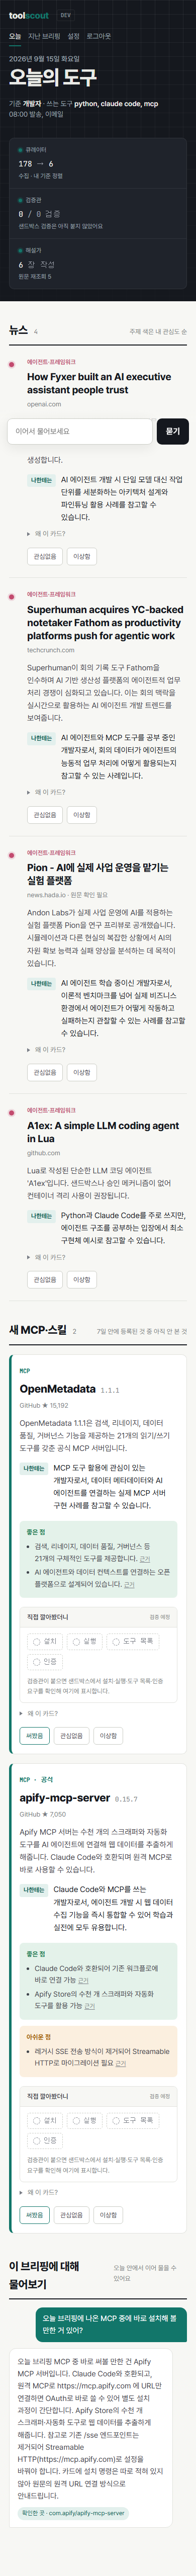 toolscout DEV
오늘 지난 브리핑 설정 로그아웃
2026년 9월 15일 화요일
오늘의 도구
기준 개발자 · 쓰는 도구 python, claude code, mcp
08:00 발송, 이메일
큐레이터
178 → 6
수집 · 내 기준 정렬
검증관
0 / 0 검증
샌드박스 검증은 아직 붙지 않았어요
해설가
6 장 작성
원문 재조회 5
뉴스 4 주제 색은 내 관심도 순
에이전트·프레임워크
How Fyxer built an AI executive
assistant people trust
openai.com
이어서 물어보세요 묻기
생성합니다.
나한테는 AI 에이전트 개발 시 단일 모델 대신 작업
단위를 세분화하는 아키텍처 설계와
파인튜닝 활용 사례를 참고할 수
있습니다.
▶ 왜 이 카드?
관심없음 이상함
에이전트·프레임워크
Superhuman acquires YC-backed
notetaker Fathom as productivity
platforms push for agentic work
techcrunch.com
Superhuman이 회의 기록 도구 Fathom을
인수하며 AI 기반 생산성 플랫폼의 에이전트적 업무
처리 경쟁이 심화되고 있습니다. 이는 회의 맥락을
실시간으로 활용하는 AI 에이전트 개발 트렌드를
보여줍니다.
나한테는 AI 에이전트와 MCP 도구를 공부 중인
개발자로서, 회의 데이터가 에이전트의
능동적 업무 처리에 어떻게 활용되는지
참고할 수 있는 사례입니다.
▶ 왜 이 카드?
관심없음 이상함
에이전트·프레임워크
Pion - AI에 실제 사업 운영을 맡기는
실험 플랫폼
news.hada.io · 원문 확인 필요
Andon Labs가 실제 사업 운영에 AI를 적용하는
실험 플랫폼 Pion을 연구 프리뷰로 공개했습니다.
시뮬레이션과 다른 현실의 복잡한 상황에서 AI의
자원 확보 능력과 실패 양상을 분석하는 데 목적이
있습니다.
나한테는 AI 에이전트 학습 중이신 개발자로서,
이론적 벤치마크를 넘어 실제 비즈니스
환경에서 에이전트가 어떻게 작동하고
실패하는지 관찰할 수 있는 사례를 참고할 수
있습니다.
▶ 왜 이 카드?
관심없음 이상함
에이전트·프레임워크
A1ex: A simple LLM coding agent
in Lua
github.com
Lua로 작성된 단순한 LLM 코딩 에이전트
'A1ex'입니다. 샌드박스나 승인 메커니즘이 없어
컨테이너 격리 사용이 권장됩니다.
나한테는 Python과 Claude Code를 주로 쓰지만,
에이전트 구조를 공부하는 입장에서 최소
구현체 예시로 참고할 수 있습니다.
▶ 왜 이 카드?
관심없음 이상함
새 MCP·스킬 2 7일 안에 등록된 것 중 아직 안 본 것
MCP
OpenMetadata 1.1.1
GitHub ★ 15,192
OpenMetadata 1.1.1은 검색, 리네이지, 데이터
품질, 거버넌스 기능을 제공하는 21개의 읽기/쓰기
도구를 갖춘 공식 MCP 서버입니다.
나한테는 MCP 도구 활용에 관심이 있는
개발자로서, 데이터 메타데이터와 AI
에이전트를 연결하는 실제 MCP 서버
구현 사례를 참고할 수 있습니다.
좋은 점
• 검색, 리네이지, 데이터 품질, 거버넌스 등
21개의 구체적인 도구를 제공합니다. 근거
• AI 에이전트와 데이터 컨텍스트를 연결하는 오픈
플랫폼으로 설계되어 있습니다. 근거
직접 깔아봤더니 검증 예정
설치 실행 도구 목록
인증
검증관이 붙으면 샌드박스에서 설치·실행·도구 목록·인증
요구를 확인해 여기에 표시합니다.
▶ 왜 이 카드?
써봤음 관심없음 이상함
MCP · 공식
apify-mcp-server 0.15.7
GitHub ★ 7,050
Apify MCP 서버는 수천 개의 스크래퍼와 자동화
도구를 AI 에이전트에 연결해 웹 데이터를 추출하게
해줍니다. Claude Code와 호환되며 원격 MCP로
바로 사용할 수 있습니다.
나한테는 Claude Code와 MCP를 쓰는
개발자로서, 에이전트 개발 시 웹 데이터
수집 기능을 즉시 통합할 수 있어 학습과
실전에 모두 유용합니다.
좋은 점
• Claude Code와 호환되어 기존 워크플로에
바로 연결 가능 근거
• Apify Store의 수천 개 스크래퍼와 자동화
도구를 활용 가능 근거
아쉬운 점
• 레거시 SSE 전송 방식이 제거되어 Streamable
HTTP로 마이그레이션 필요 근거
직접 깔아봤더니 검증 예정
설치 실행 도구 목록
인증
검증관이 붙으면 샌드박스에서 설치·실행·도구 목록·인증
요구를 확인해 여기에 표시합니다.
▶ 왜 이 카드?
써봤음 관심없음 이상함
이 브리핑에 대해
물어보기
오늘 안에서 이어 물을 수
있어요
오늘 브리핑에 나온 MCP 중에 바로 설치해 볼
만한 거 있어?
오늘 브리핑 MCP 중 바로 써볼 만한 건 Apify
MCP 서버입니다. Claude Code와 호환되고,
원격 MCP로 https://mcp.apify.com 에 URL만
연결하면 OAuth로 바로 쓸 수 있어 별도 설치
과정이 간단합니다. Apify Store의 수천 개
스크래퍼·자동화 도구로 웹 데이터를 추출하게
해줍니다. 참고로 기존 /sse 엔드포인트는
제거되어 Streamable
HTTP(https://mcp.apify.com)로 설정을
바꿔야 합니다. 카드에 설치 명령은 따로 적혀 있지
않아 원문의 원격 URL 연결 방식으로
안내드립니다.
확인한 곳 · com.apify/apify-mcp-server